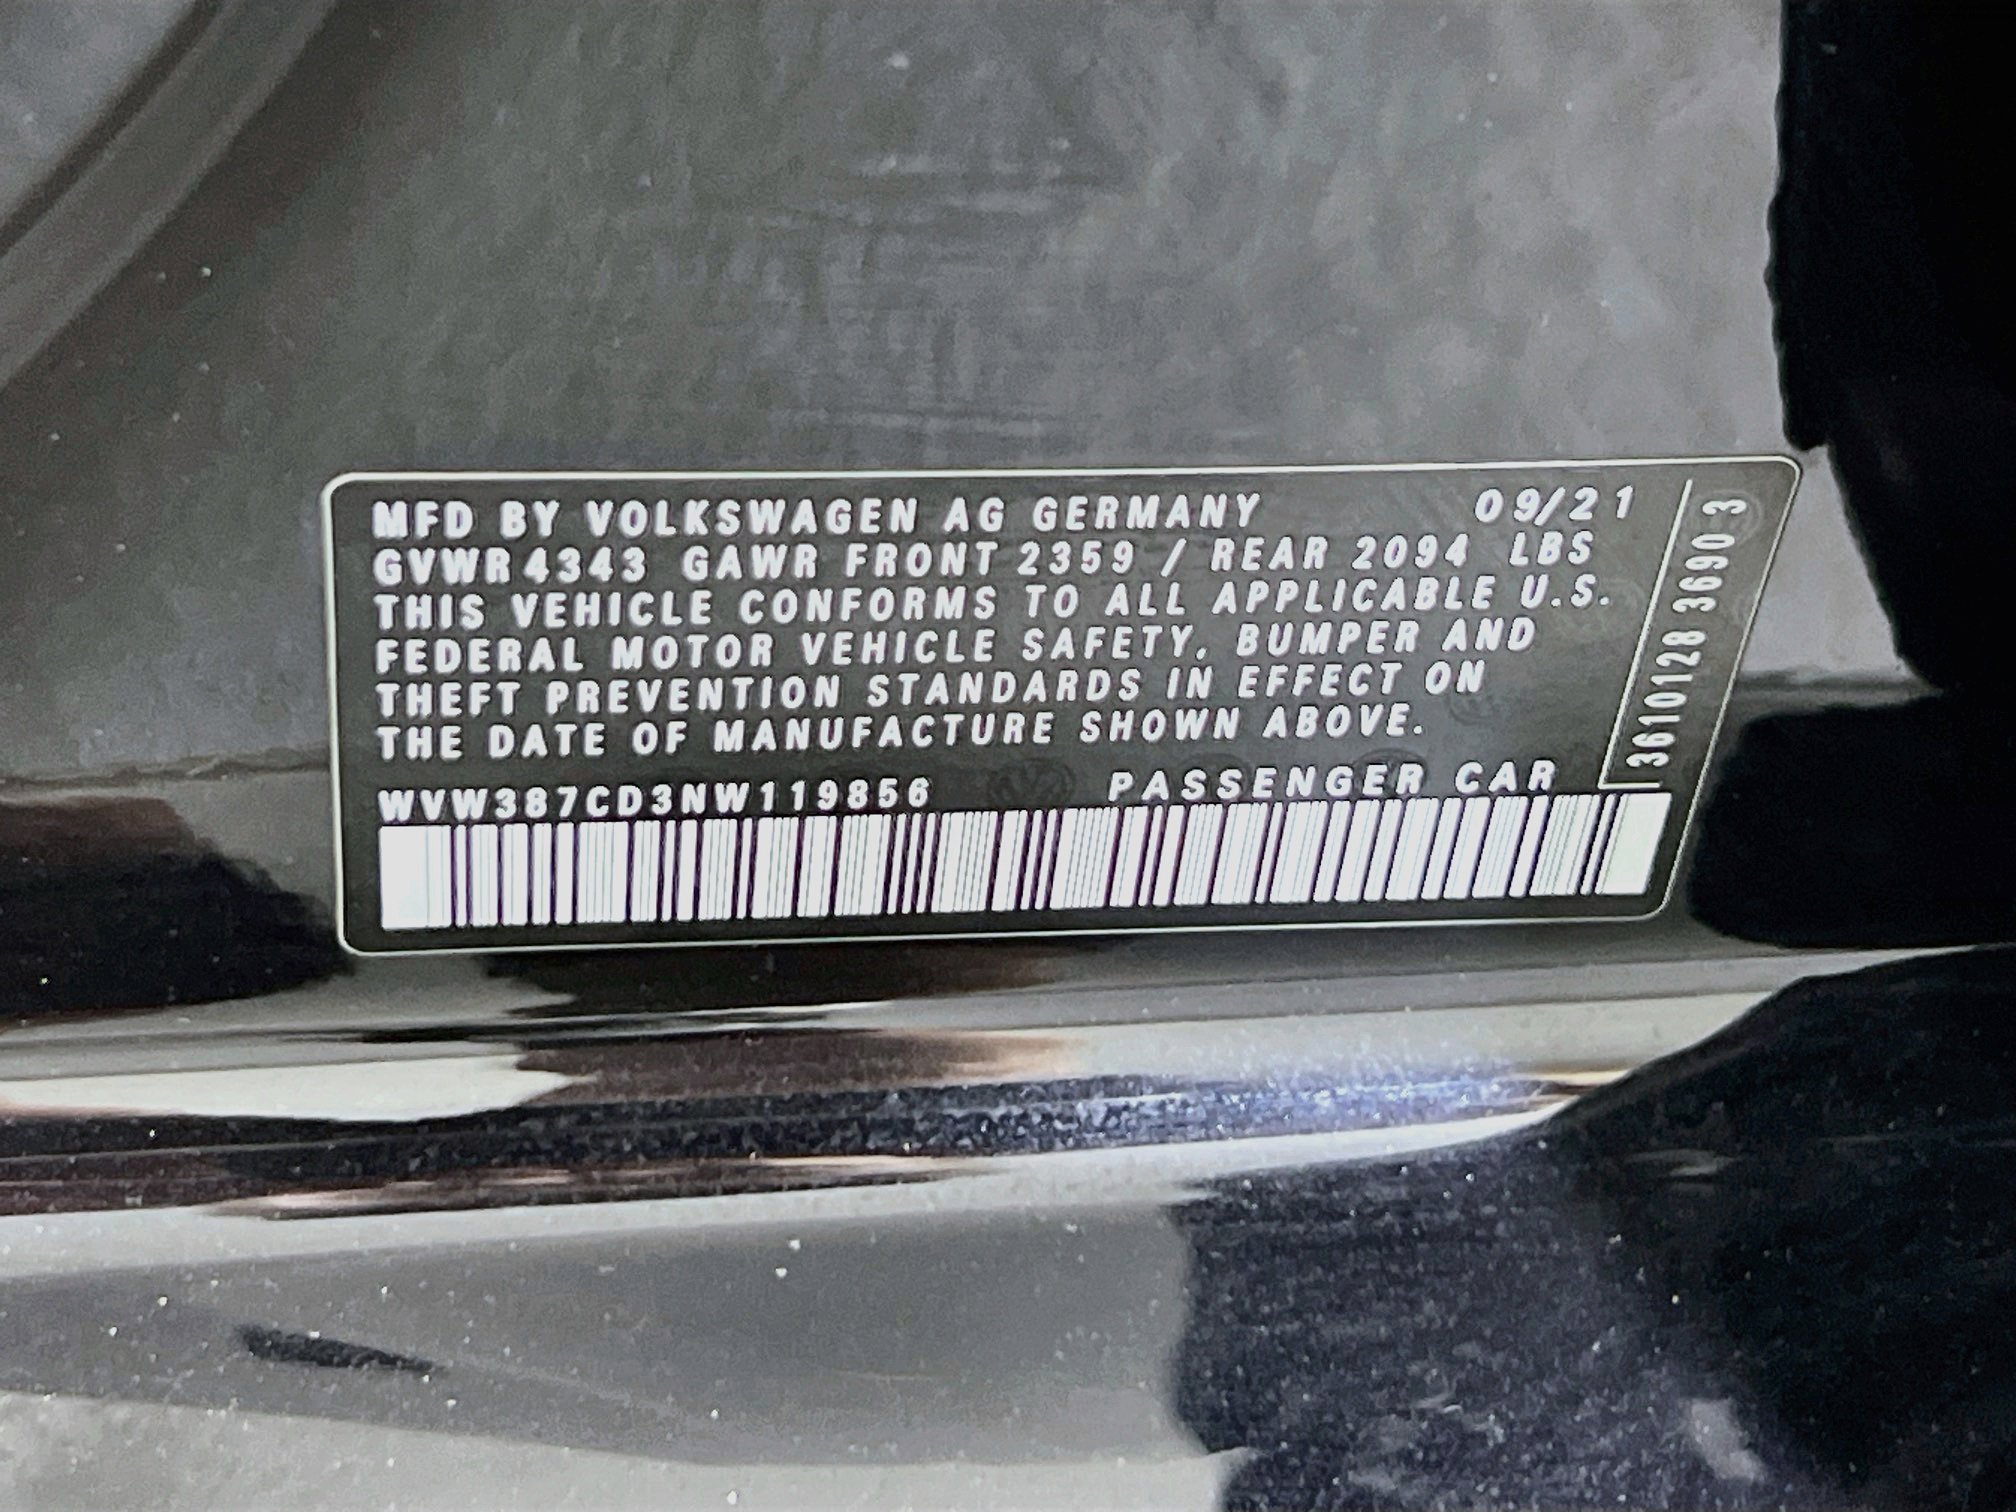 MFD BY VOLKSWAGEN AG GERMANY 09/21
GVWR 4343 GAWR FRONT 2359 / REAR 2094 LBS
THIS VEHICLE CONFORMS TO ALL APPLICABLE U.S.
FEDERAL MOTOR VEHICLE SAFETY, BUMPER AND
THEFT PREVENTION STANDARDS IN EFFECT ON
THE DATE OF MANUFACTURE SHOWN ABOVE.
WVW387CD3NW119856 PASSENGER CAR
3610128 3690 3